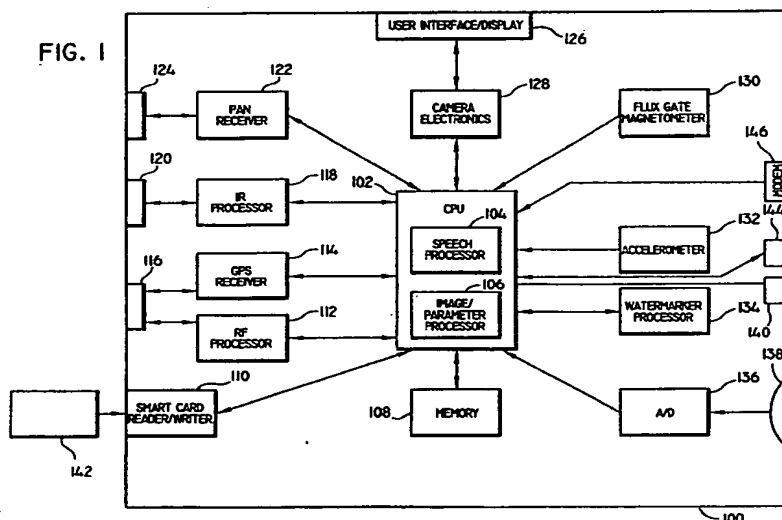 FIG. 1
USER INTERFACE/DISPLAY
126
124
122
PAN
RECEIVER
CAMERA
ELECTRONICS
128
130
FLUX GATE
MAGNETOMETER
146
MODEM
120
118
IR
PROCESSOR
102
CPU
104
SPEECH
PROCESSOR
132
ACCELEROMETER
144
116
114
GPS
RECEIVER
106
IMAGE/
PARAMETER
PROCESSOR
WATERMARKER
PROCESSOR
134
140
112
RF
PROCESSOR
110
SMART CARD
READER/WRITER
142
108
MEMORY
136
A/D
138
100